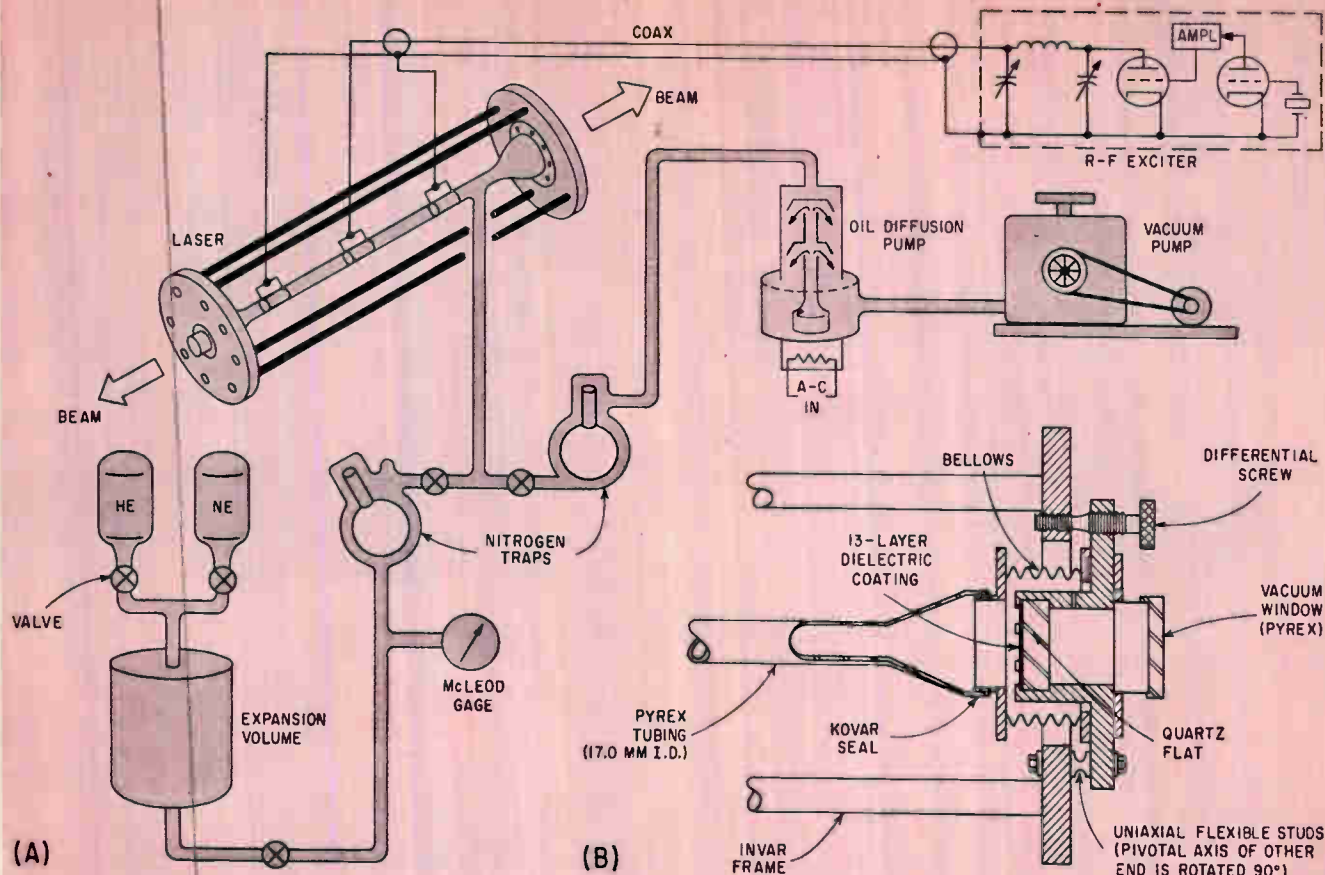 COAX
AMPL
R-F EXCITER
BEAM
LASER
OIL DIFFUSION
PUMP
VACUUM
PUMP
A-C
IN
BEAM
HE
NE
VALVE
NITROGEN
TRAPS
EXPANSION
VOLUME
McLEOD
GAGE
(A)
BELLOWS
DIFFERENTIAL
SCREW
13-LAYER
DIELECTRIC
COATING
VACUUM
WINDOW
(PYREX)
PYREX
TUBING
(17.0 MM I.D.)
KOVAR
SEAL
QUARTZ
FLAT
INVAR
FRAME
UNIAXIAL FLEXIBLE STUDS
(PIVOTAL AXIS OF OTHER
END IS ROTATED 90°)
(B)